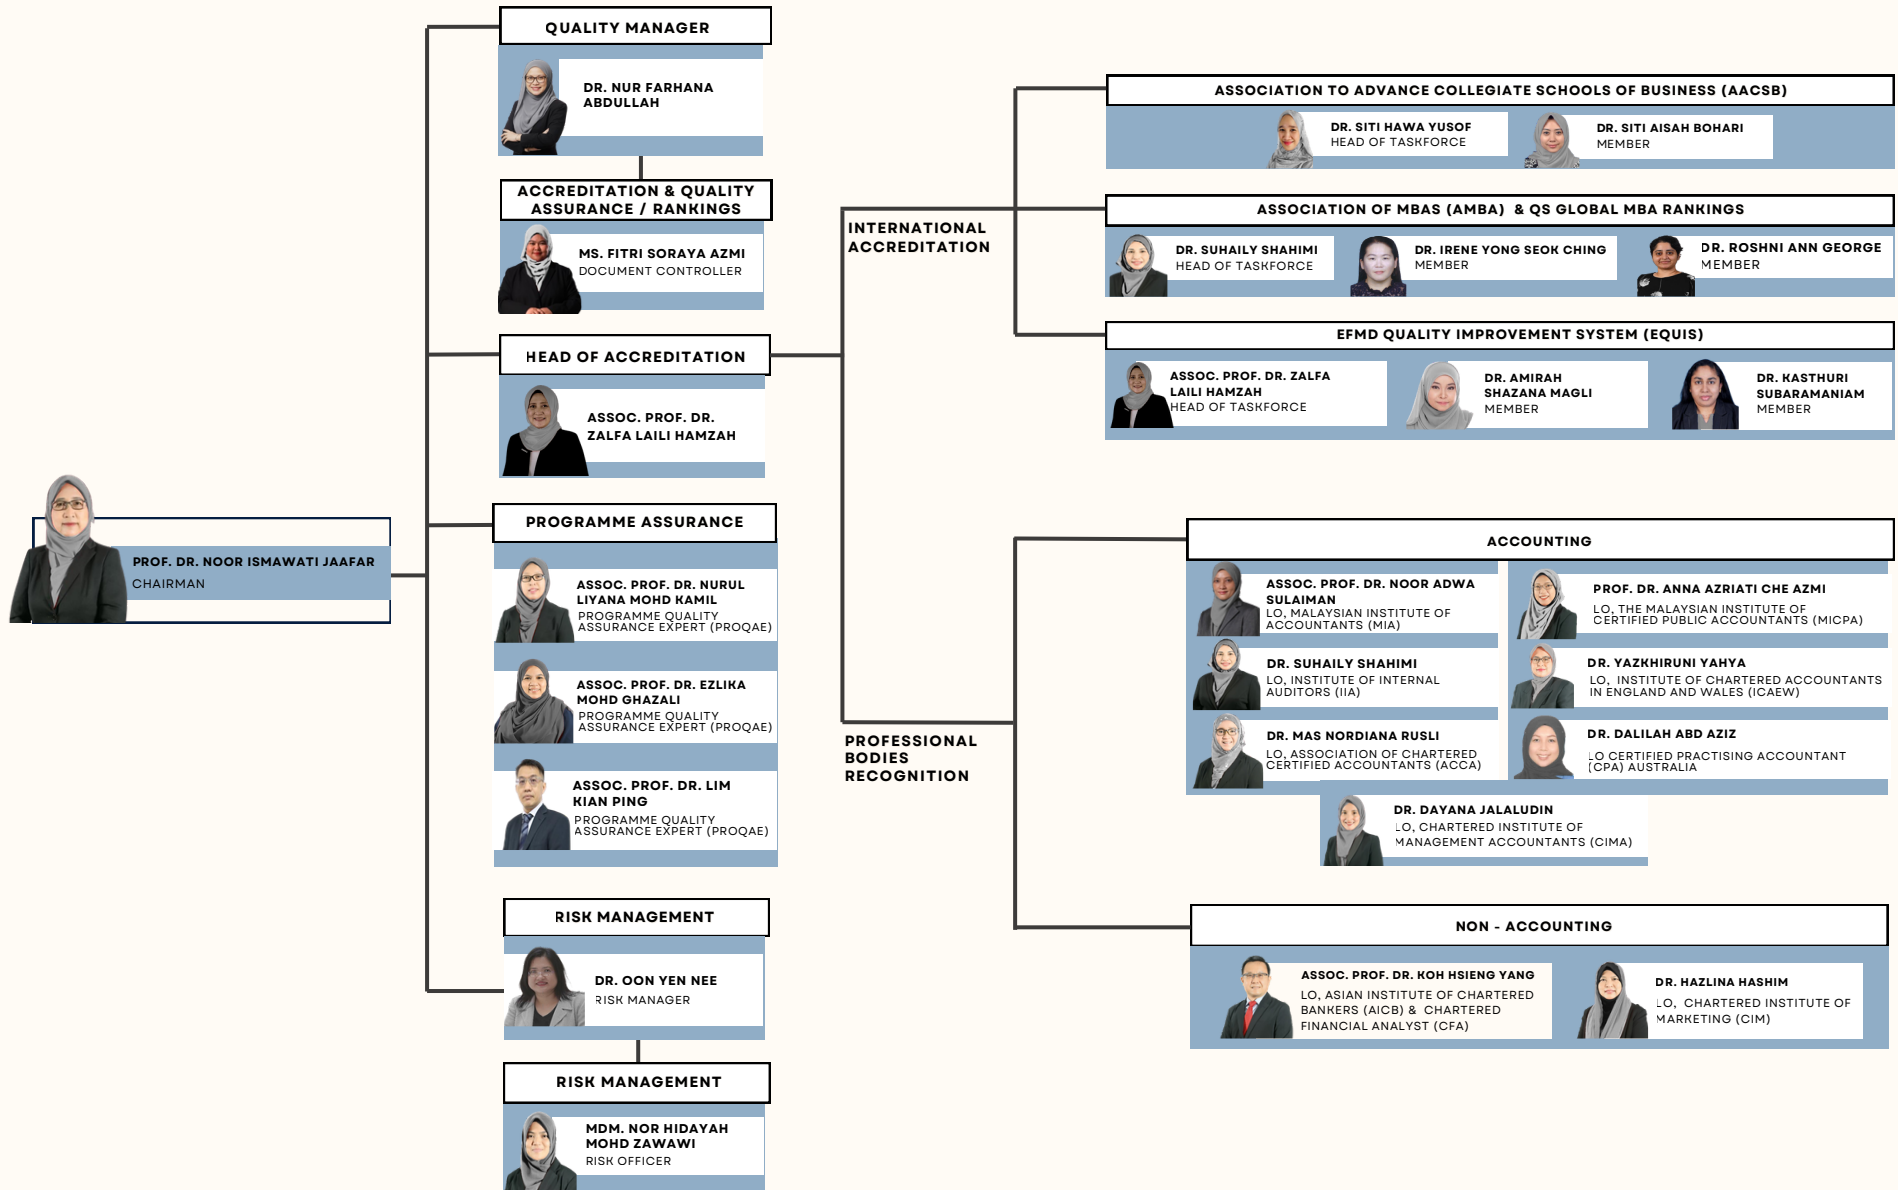 QUALITY MANAGER
DR. NUR FARHANA
ABDULLAH
ACCREDITATION & QUALITY
ASSURANCE / RANKINGS
MS. FITRI SORAYA AZMI
DOCUMENT CONTROLLER
HEAD OF ACCREDITATION
ASSOC. PROF. DR.
ZALFA LAILI HAMZAH
PROF. DR. NOOR ISMAWATI JAAFAR
CHAIRMAN
PROGRAMME ASSURANCE
ASSOC. PROF. DR. NURUL
LIYANA MOHD KAMIL
PROGRAMME QUALITY
ASSURANCE EXPERT (PROQAE)
ASSOC. PROF. DR. EZLIKA
MOHD GHAZALI
PROGRAMME QUALITY
ASSURANCE EXPERT (PROQAE)
ASSOC. PROF. DR. LIM
KIAN PING
PROGRAMME QUALITY
ASSURANCE EXPERT (PROQAE)
RISK MANAGEMENT
DR. OON YEN NEE
RISK MANAGER
RISK MANAGEMENT
MDM. NOR HIDAYAH
MOHD ZAWAWI
RISK OFFICER
INTERNATIONAL
ACCREDITATION
ASSOCIATION TO ADVANCE COLLEGIATE SCHOOLS OF BUSINESS (AACSB)
DR. SITI HAWA YUSOF
HEAD OF TASKFORCE
DR. SITI AISAH BOHARI
MEMBER
ASSOCIATION OF MBAS (AMBA) & QS GLOBAL MBA RANKINGS
DR. SUHAILY SHAHIMI
HEAD OF TASKFORCE
DR. IRENE YONG SEOK CHING
MEMBER
DR. ROSHNI ANN GEORGE
MEMBER
EFMD QUALITY IMPROVEMENT SYSTEM (EQUIS)
ASSOC. PROF. DR. ZALFA
LAILI HAMZAH
HEAD OF TASKFORCE
DR. AMIRAH
SHAZANA MAGLI
MEMBER
DR. KASTHURI
SUBARAMANIAM
MEMBER
PROFESSIONAL
BODIES
RECOGNITION
ACCOUNTING
ASSOC. PROF. DR. NOOR ADWA
SULAIMAN
LO, MALAYSIAN INSTITUTE OF
ACCOUNTANTS (MIA)
PROF. DR. ANNA AZRIATI CHE AZMI
LO, THE MALAYSIAN INSTITUTE OF
CERTIFIED PUBLIC ACCOUNTANTS (MICPA)
DR. SUHAILY SHAHIMI
LO, INSTITUTE OF INTERNAL
AUDITORS (IIA)
DR. YAZKHIRUNI YAHYA
LO, INSTITUTE OF CHARTERED ACCOUNTANTS
IN ENGLAND AND WALES (ICAEW)
DR. MAS NORDIANA RUSLI
LO, ASSOCIATION OF CHARTERED
CERTIFIED ACCOUNTANTS (ACCA)
DR. DALILAH ABD AZIZ
LO CERTIFIED PRACTISING ACCOUNTANT
(CPA) AUSTRALIA
DR. DAYANA JALALUDIN
LO, CHARTERED INSTITUTE OF
MANAGEMENT ACCOUNTANTS (CIMA)
NON - ACCOUNTING
ASSOC. PROF. DR. KOH HSIENG YANG
LO, ASIAN INSTITUTE OF CHARTERED
BANKERS (AICB) & CHARTERED
FINANCIAL ANALYST (CFA)
DR. HAZLINA HASHIM
LO, CHARTERED INSTITUTE OF
MARKETING (CIM)